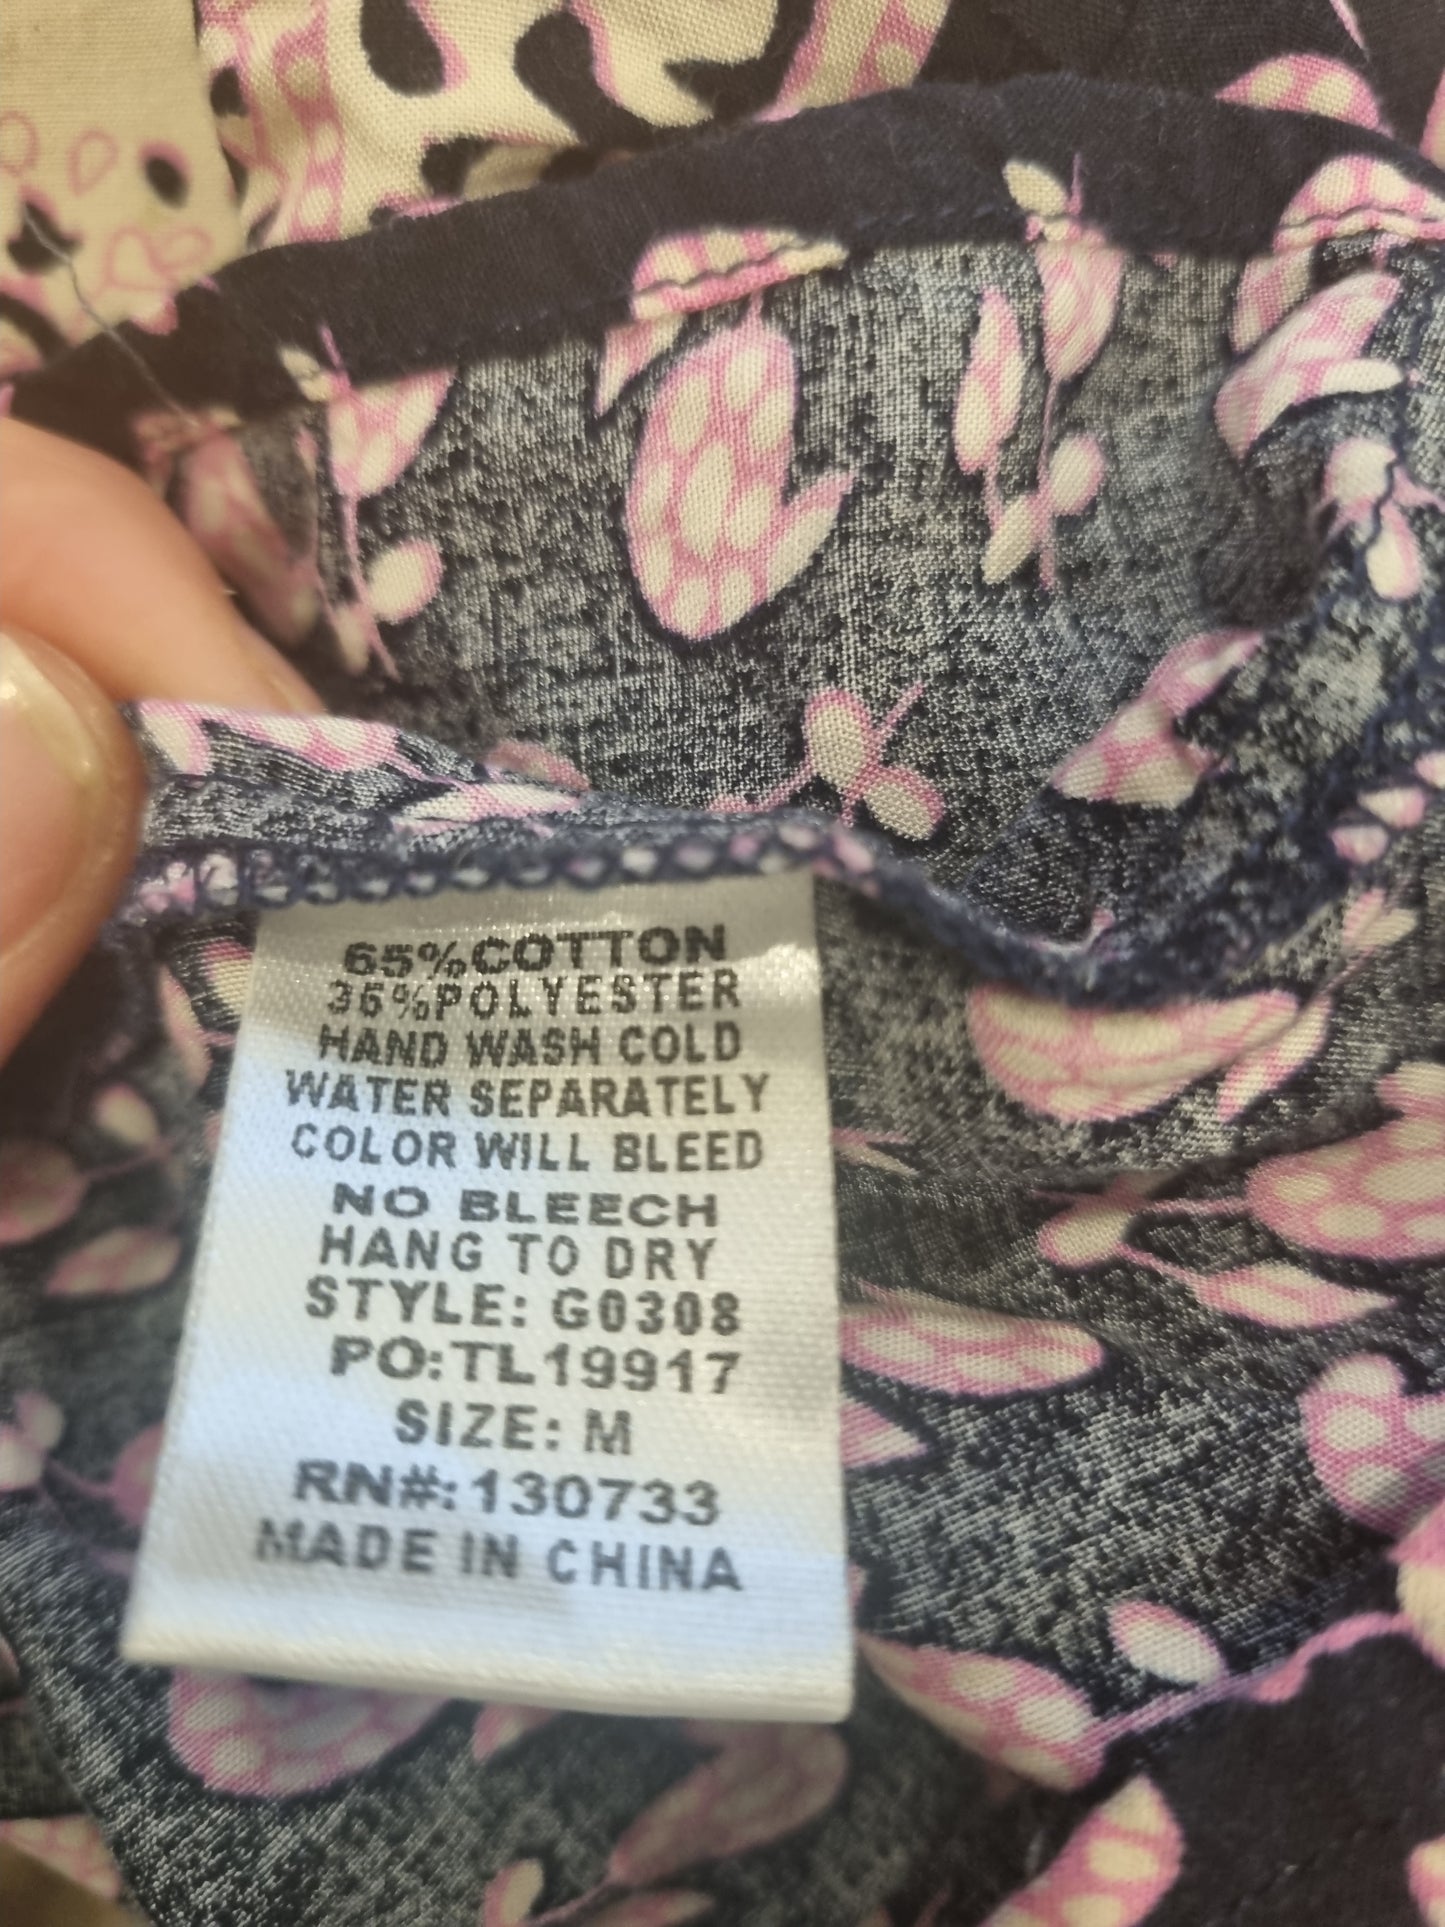 65%COTTON
36%POLYESTER
HAND WASH COLD
WATER SEPARATELY
COLOR WILL BLEED
NO BLEECH
HANG TO DRY
STYLE: G0308
PO:TL19917
SIZE: M
RN#:130733
MADE IN CHINA